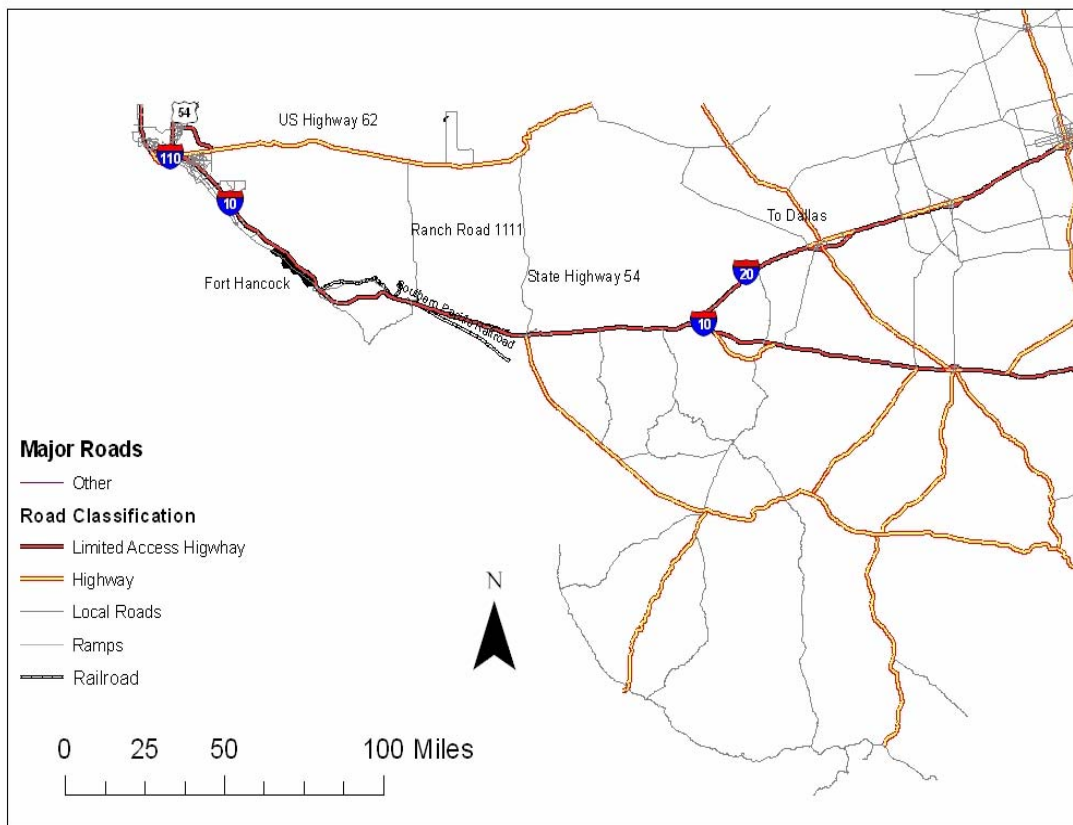 54
US Highway 62
110
10
Ranch Road 1111
To Dallas
Fort Hancock
State Highway 54
20
Southern Pacific Railroad
10
Major Roads
Other
Road Classification
Limited Access Higwhay
Highway
Local Roads
Ramps
Railroad
N
0 25 50 100 Miles